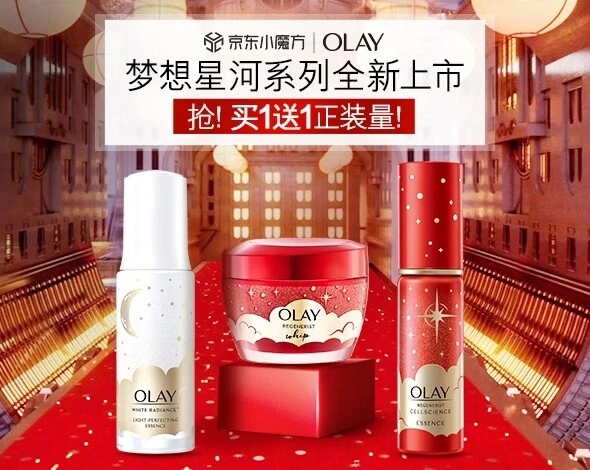 京东小魔方 | OLAY
梦想星河系列全新上市
抢! 买1送1正装量!
OLAY
WHITE RADIANCE™
LIGHT-PERFECTING
ESSENCE
OLAY
REGENERIST
whip
OLAY
REGENERIST
CELLSCIENCE
ESSENCE